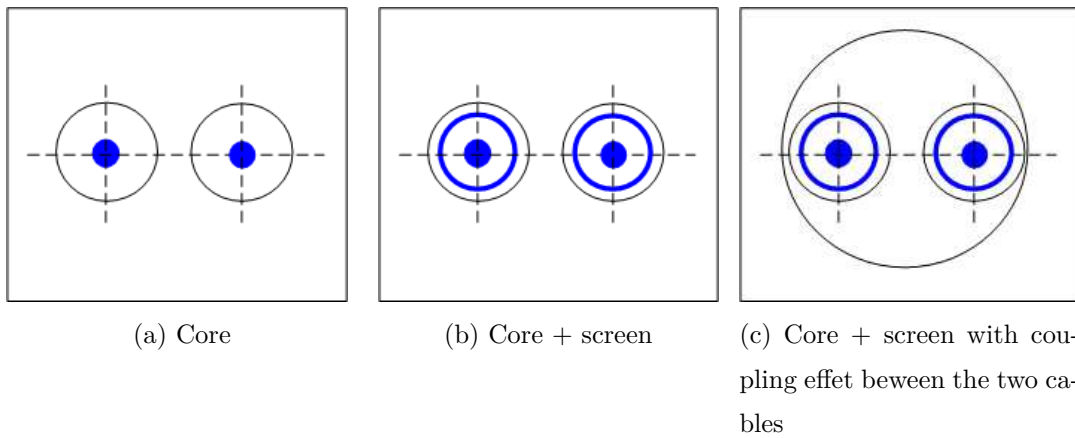 (a) Core
(b) Core + screen
(c) Core + screen with cou-
pling effet beween the two ca-
bles